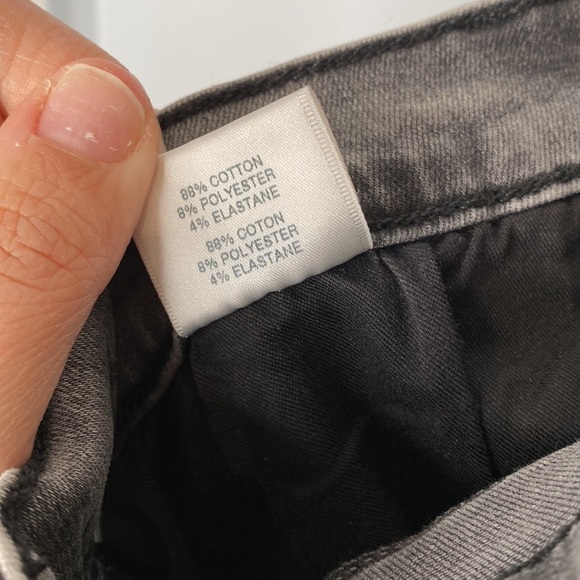 88% COTTON
8% POLYESTER
4% ELASTANE
88% COTON
8% POLYESTER
4% ELASTANE